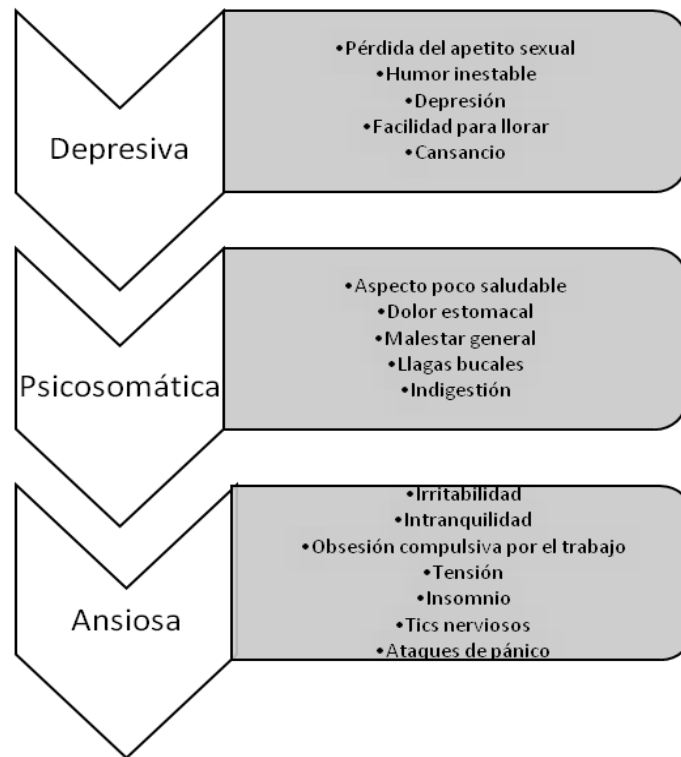 Depresiva
•Pérdida del apetito sexual
•Humor inestable
•Depresión
•Facilidad para llorar
•Cansancio
Psicosomática
•Aspecto poco saludable
•Dolor estomacal
•Malestar general
•Llagas bucales
•Indigestión
Ansiosa
•Irritabilidad
•Intranquilidad
•Obsesión compulsiva por el trabajo
•Tensión
•Insomnio
•Tics nerviosos
•Ataques de pánico